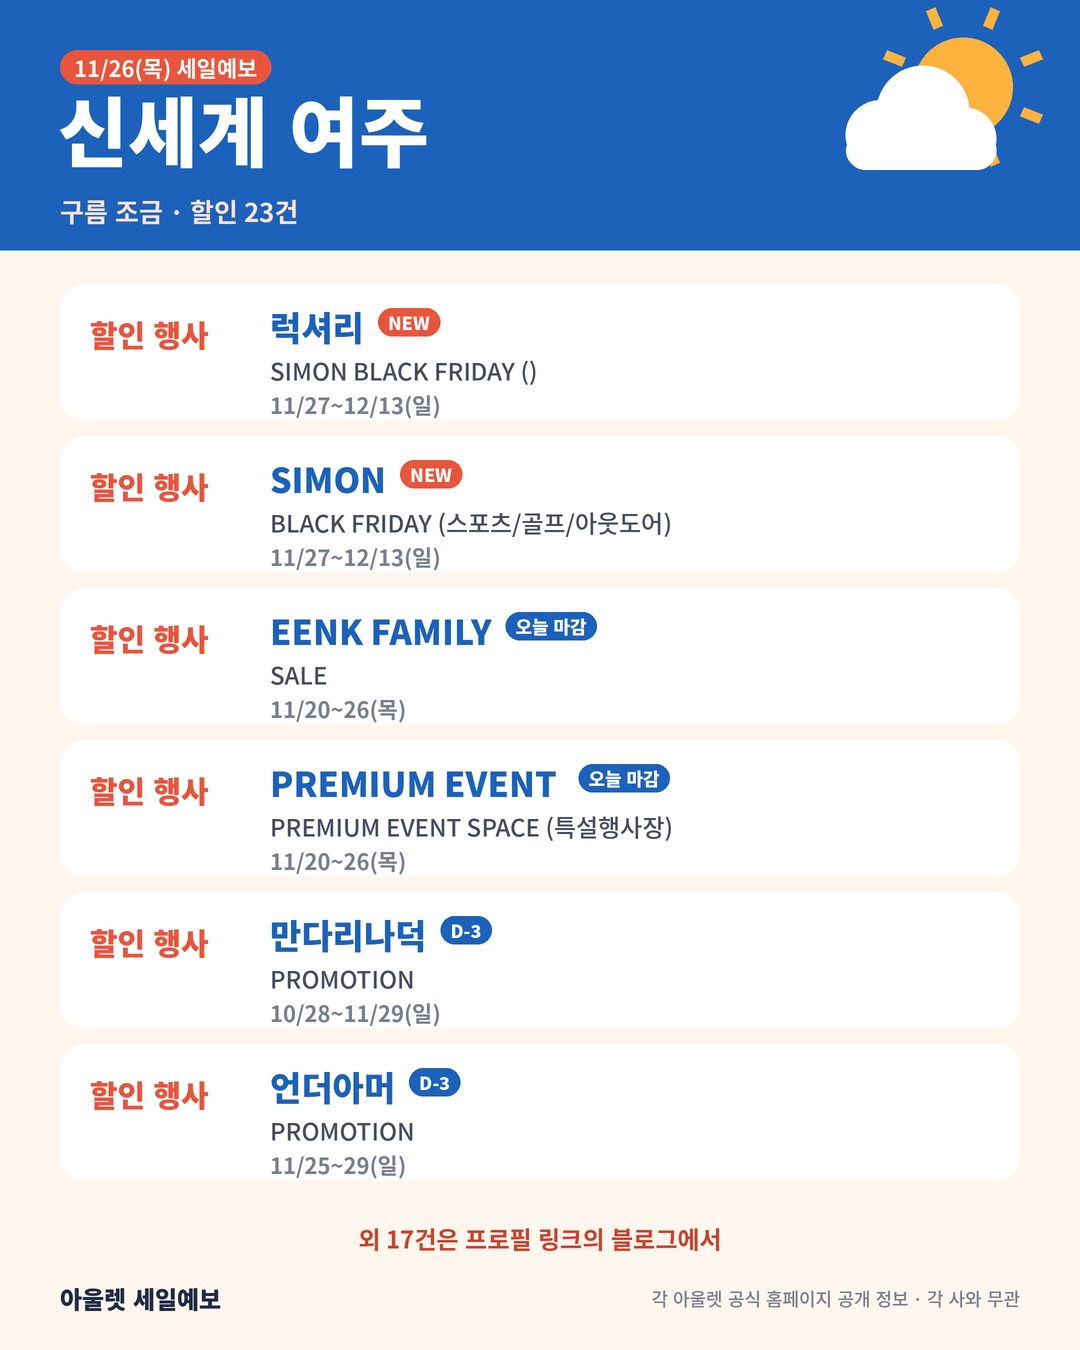 11/26(목) 세일예보
신세계 여주
구름 조금 · 할인 23건
할인 행사
럭셔리 NEW
SIMON BLACK FRIDAY ()
11/27~12/13(일)
할인 행사
SIMON NEW
BLACK FRIDAY (스포츠/골프/아웃도어)
11/27~12/13(일)
할인 행사
EENK FAMILY 오늘 마감
SALE
11/20~26(목)
할인 행사
PREMIUM EVENT 오늘 마감
PREMIUM EVENT SPACE (특설행사장)
11/20~26(목)
할인 행사
만다리나덕 D-3
PROMOTION
10/28~11/29(일)
할인 행사
언더아머 D-3
PROMOTION
11/25~29(일)
외 17건은 프로필 링크의 블로그에서
아울렛 세일예보
각 아울렛 공식 홈페이지 공개 정보 · 각 사와 무관